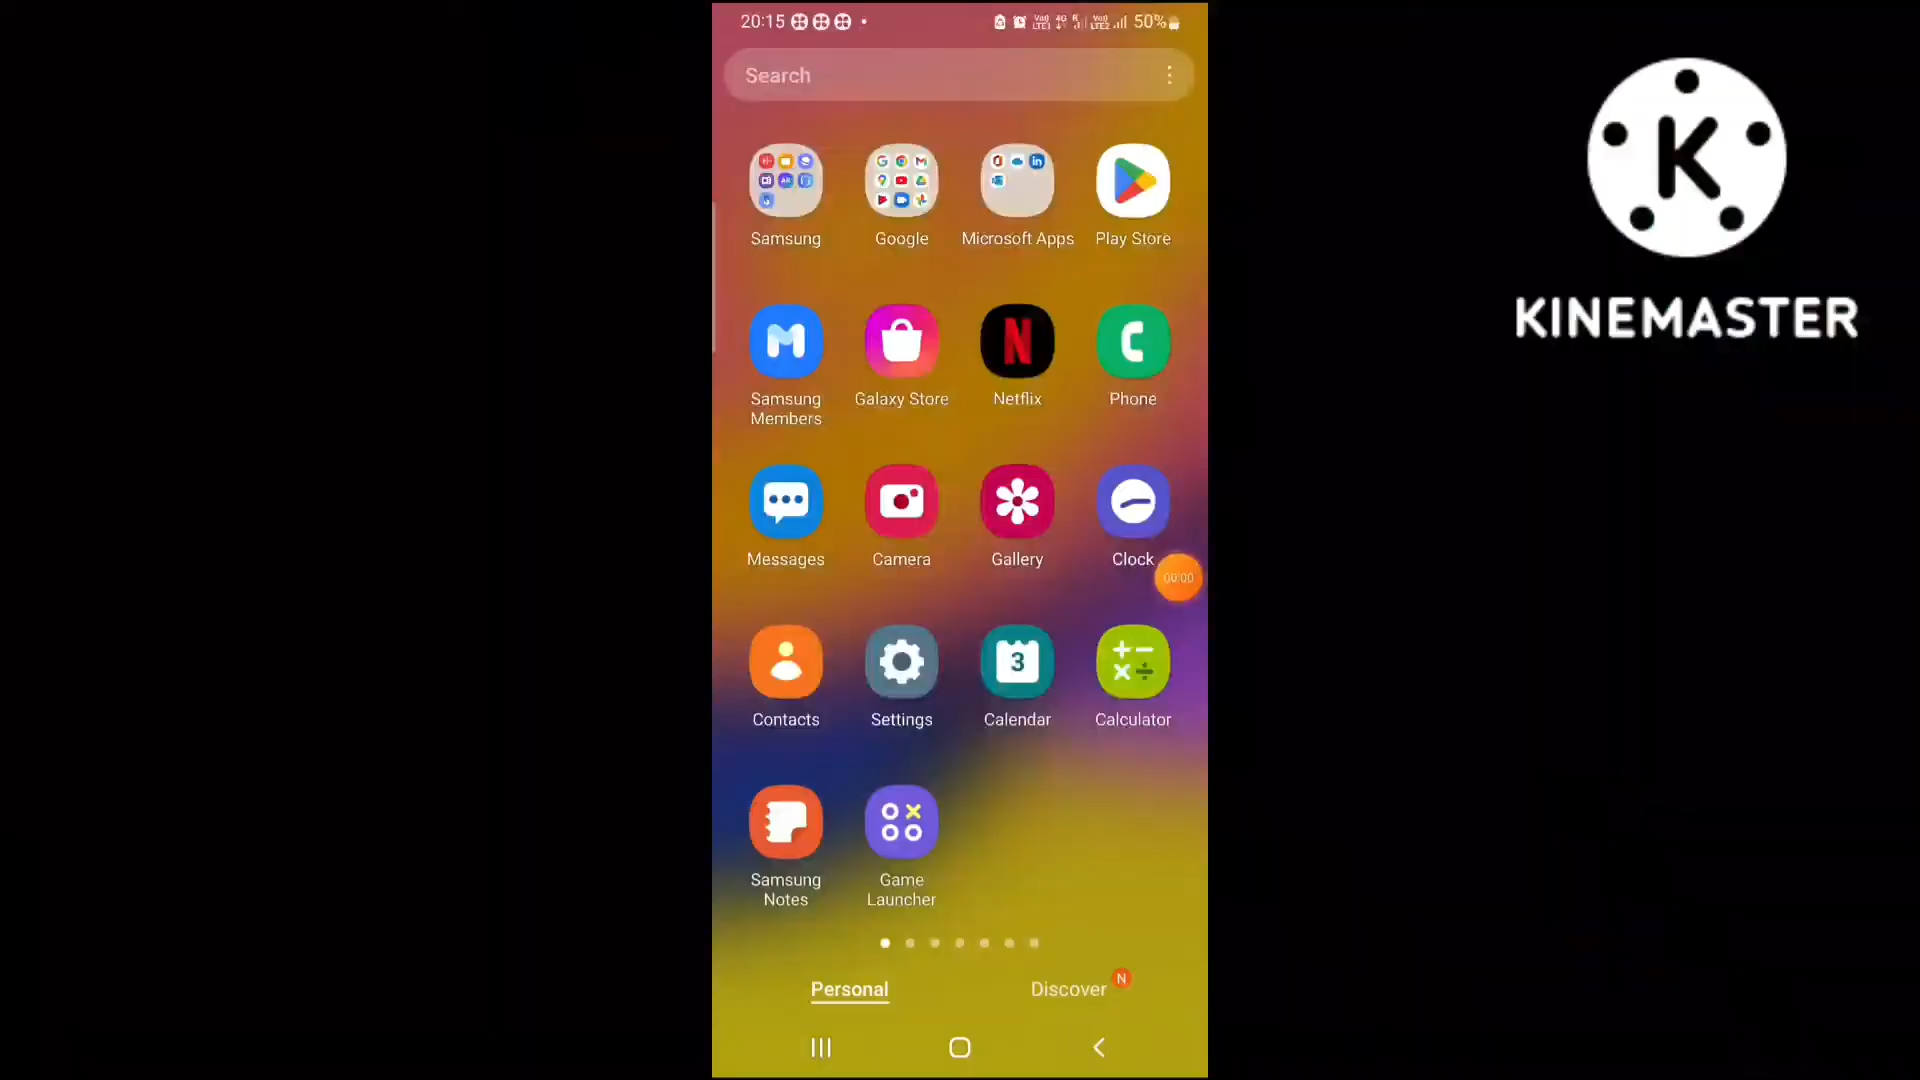 20:15
50%
Search
Samsung
Google
Microsoft Apps
Play Store
Samsung
Members
Galaxy Store
Netflix
Phone
Messages
Camera
Gallery
Clock
00:00
Contacts
Settings
3
Calendar
Calculator
Samsung
Notes
Game
Launcher
Personal
Discover
N
K
KINEMASTER